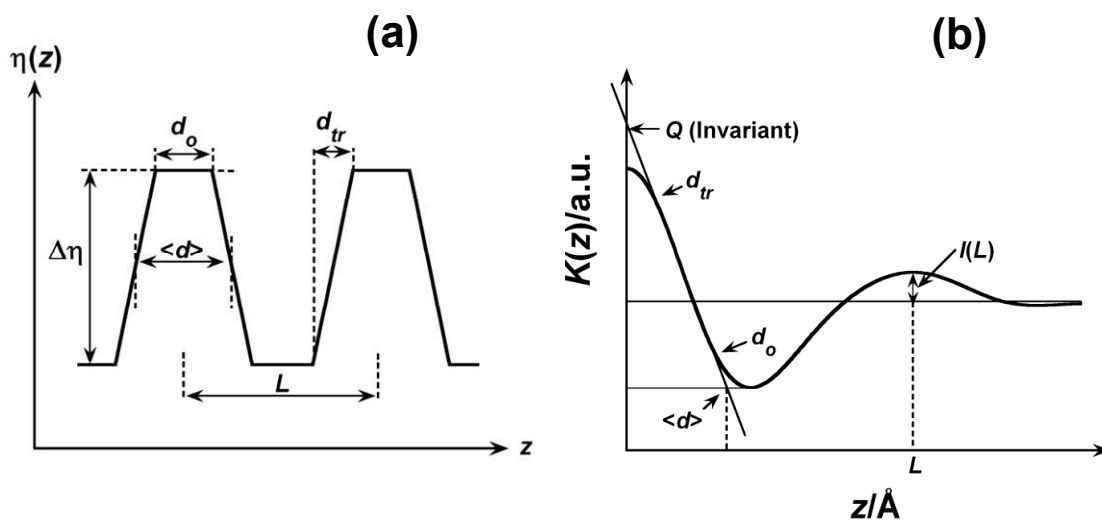 (a)
η(z)
d_o
d_tr
Δη
<d>
L
z
(b)
Q (Invariant)
d_tr
K(z)/a.u.
I(L)
d_o
<d>
L
z/Å